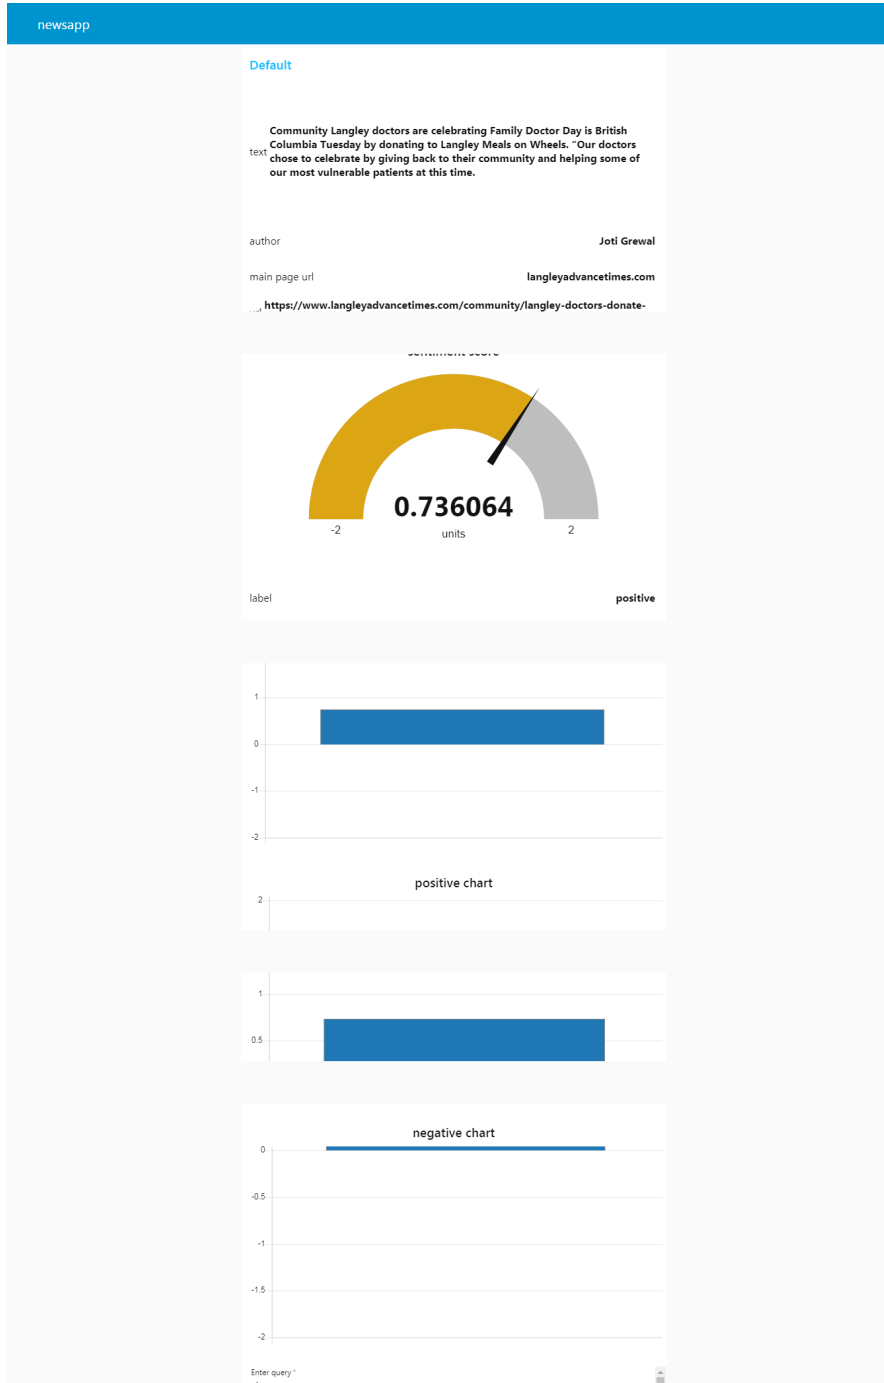 newsapp
Default
Community Langley doctors are celebrating Family Doctor Day is British
Columbia Tuesday by donating to Langley Meals on Wheels. “Our doctors
text
chose to celebrate by giving back to their community and helping some of
our most vulnerable patients at this time.
author Joti Grewal
main page url langleyadvancetimes.com
https://www.langleyadvancetimes.com/community/langley-doctors-donate-
sentiment score
0.736064
-2 units 2
label positive
1
0
-1
-2
positive chart
2
1
0.5
negative chart
0
-0.5
-1
-1.5
-2
Enter query *